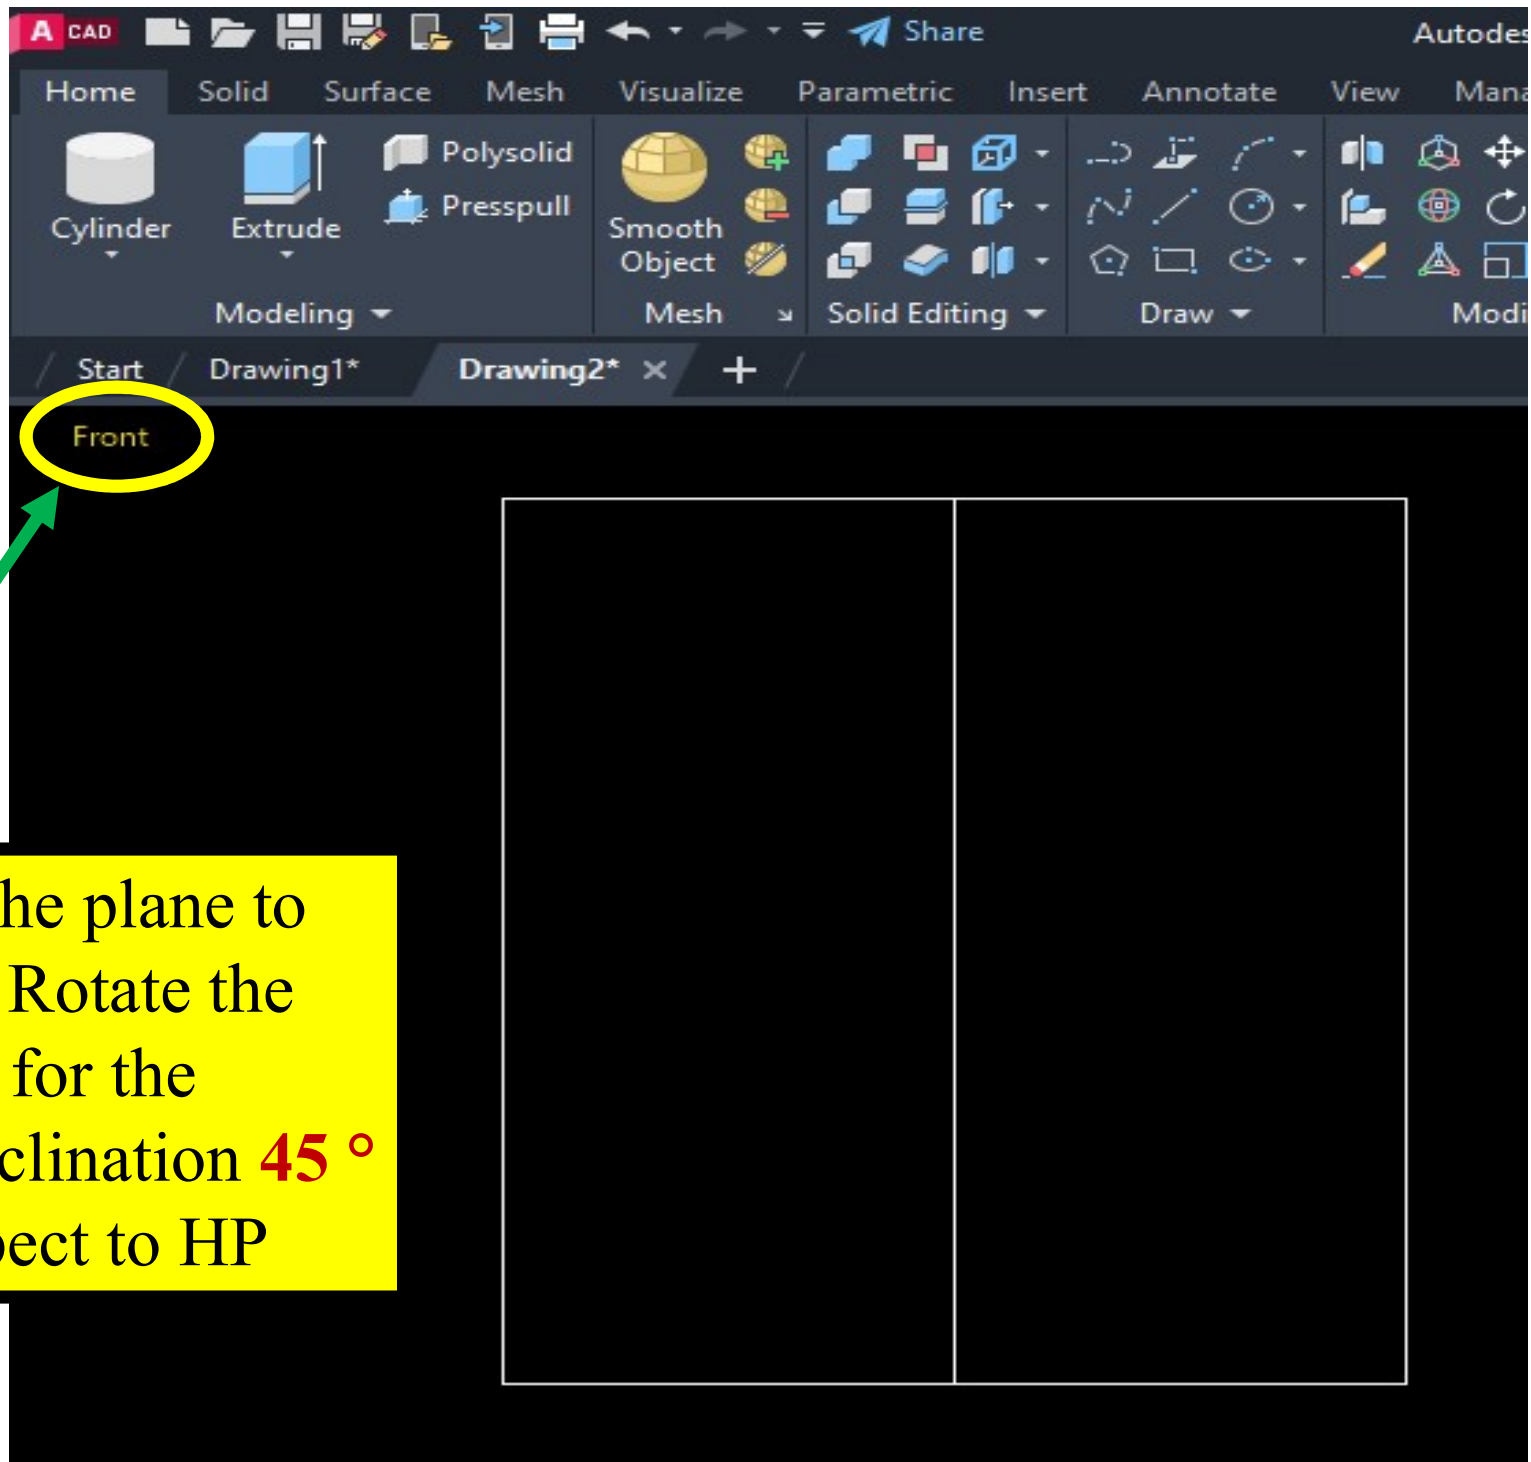 A CAD Share Autodes
Home Solid Surface Mesh Visualize Parametric Insert Annotate View Mana
Polysolid
Presspull
Cylinder Extrude Smooth
Object
Modeling Mesh Solid Editing Draw Modi
Start Drawing1* Drawing2* × +
Front
he plane to
Rotate the
for the
clination 45 °
pect to HP